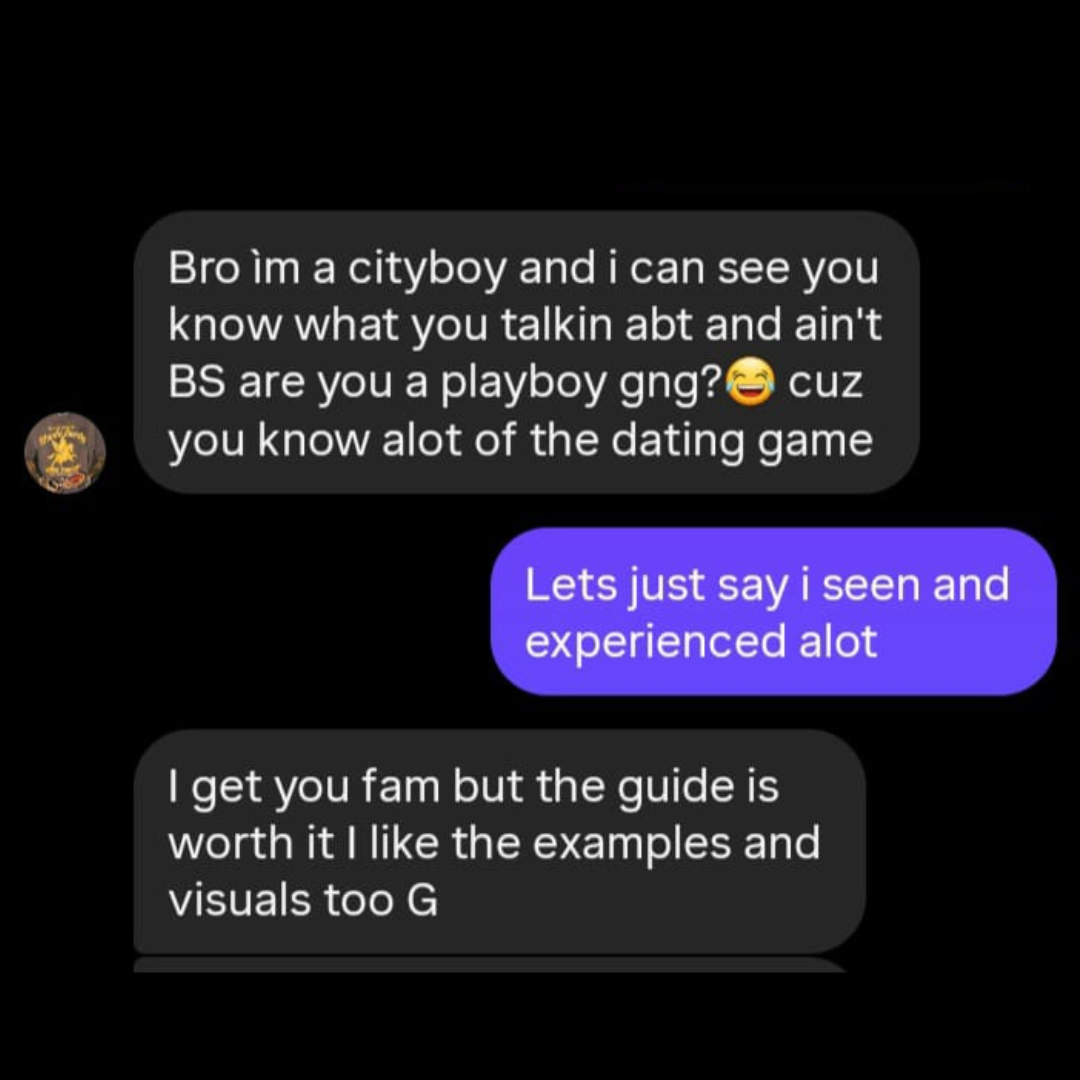 Bro ìm a cityboy and i can see you
know what you talkin abt and ain't
BS are you a playboy gng?😂 cuz
you know alot of the dating game
Lets just say i seen and
experienced alot
I get you fam but the guide is
worth it I like the examples and
visuals too G